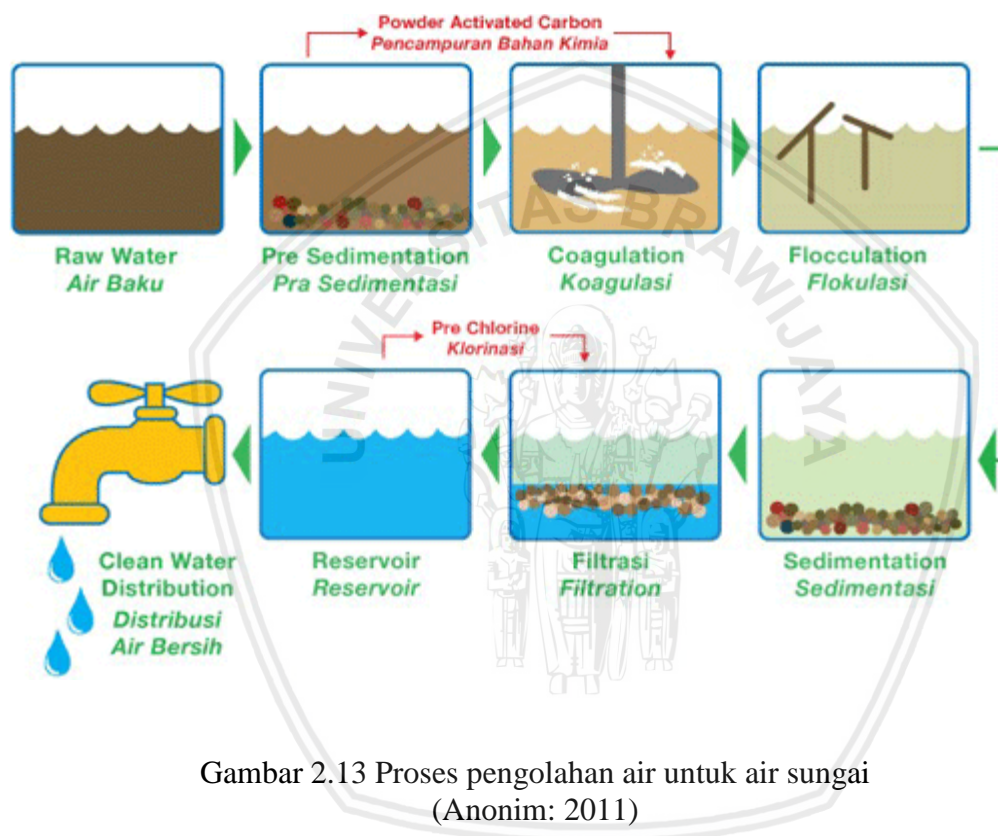 Powder Activated Carbon
Pencampuran Bahan Kimia
Raw Water
Air Baku
Pre Sedimentation
Pra Sedimentasi
Coagulation
Koagulasi
Flocculation
Flokulasi
Pre Chlorine
Klorinasi
Clean Water
Distribution
Distribusi
Air Bersih
Reservoir
Reservoir
Filtrasi
Filtration
Sedimentation
Sedimentasi
UNIVERSITAS BRAWIJAYA
Gambar 2.13 Proses pengolahan air untuk air sungai
(Anonim: 2011)